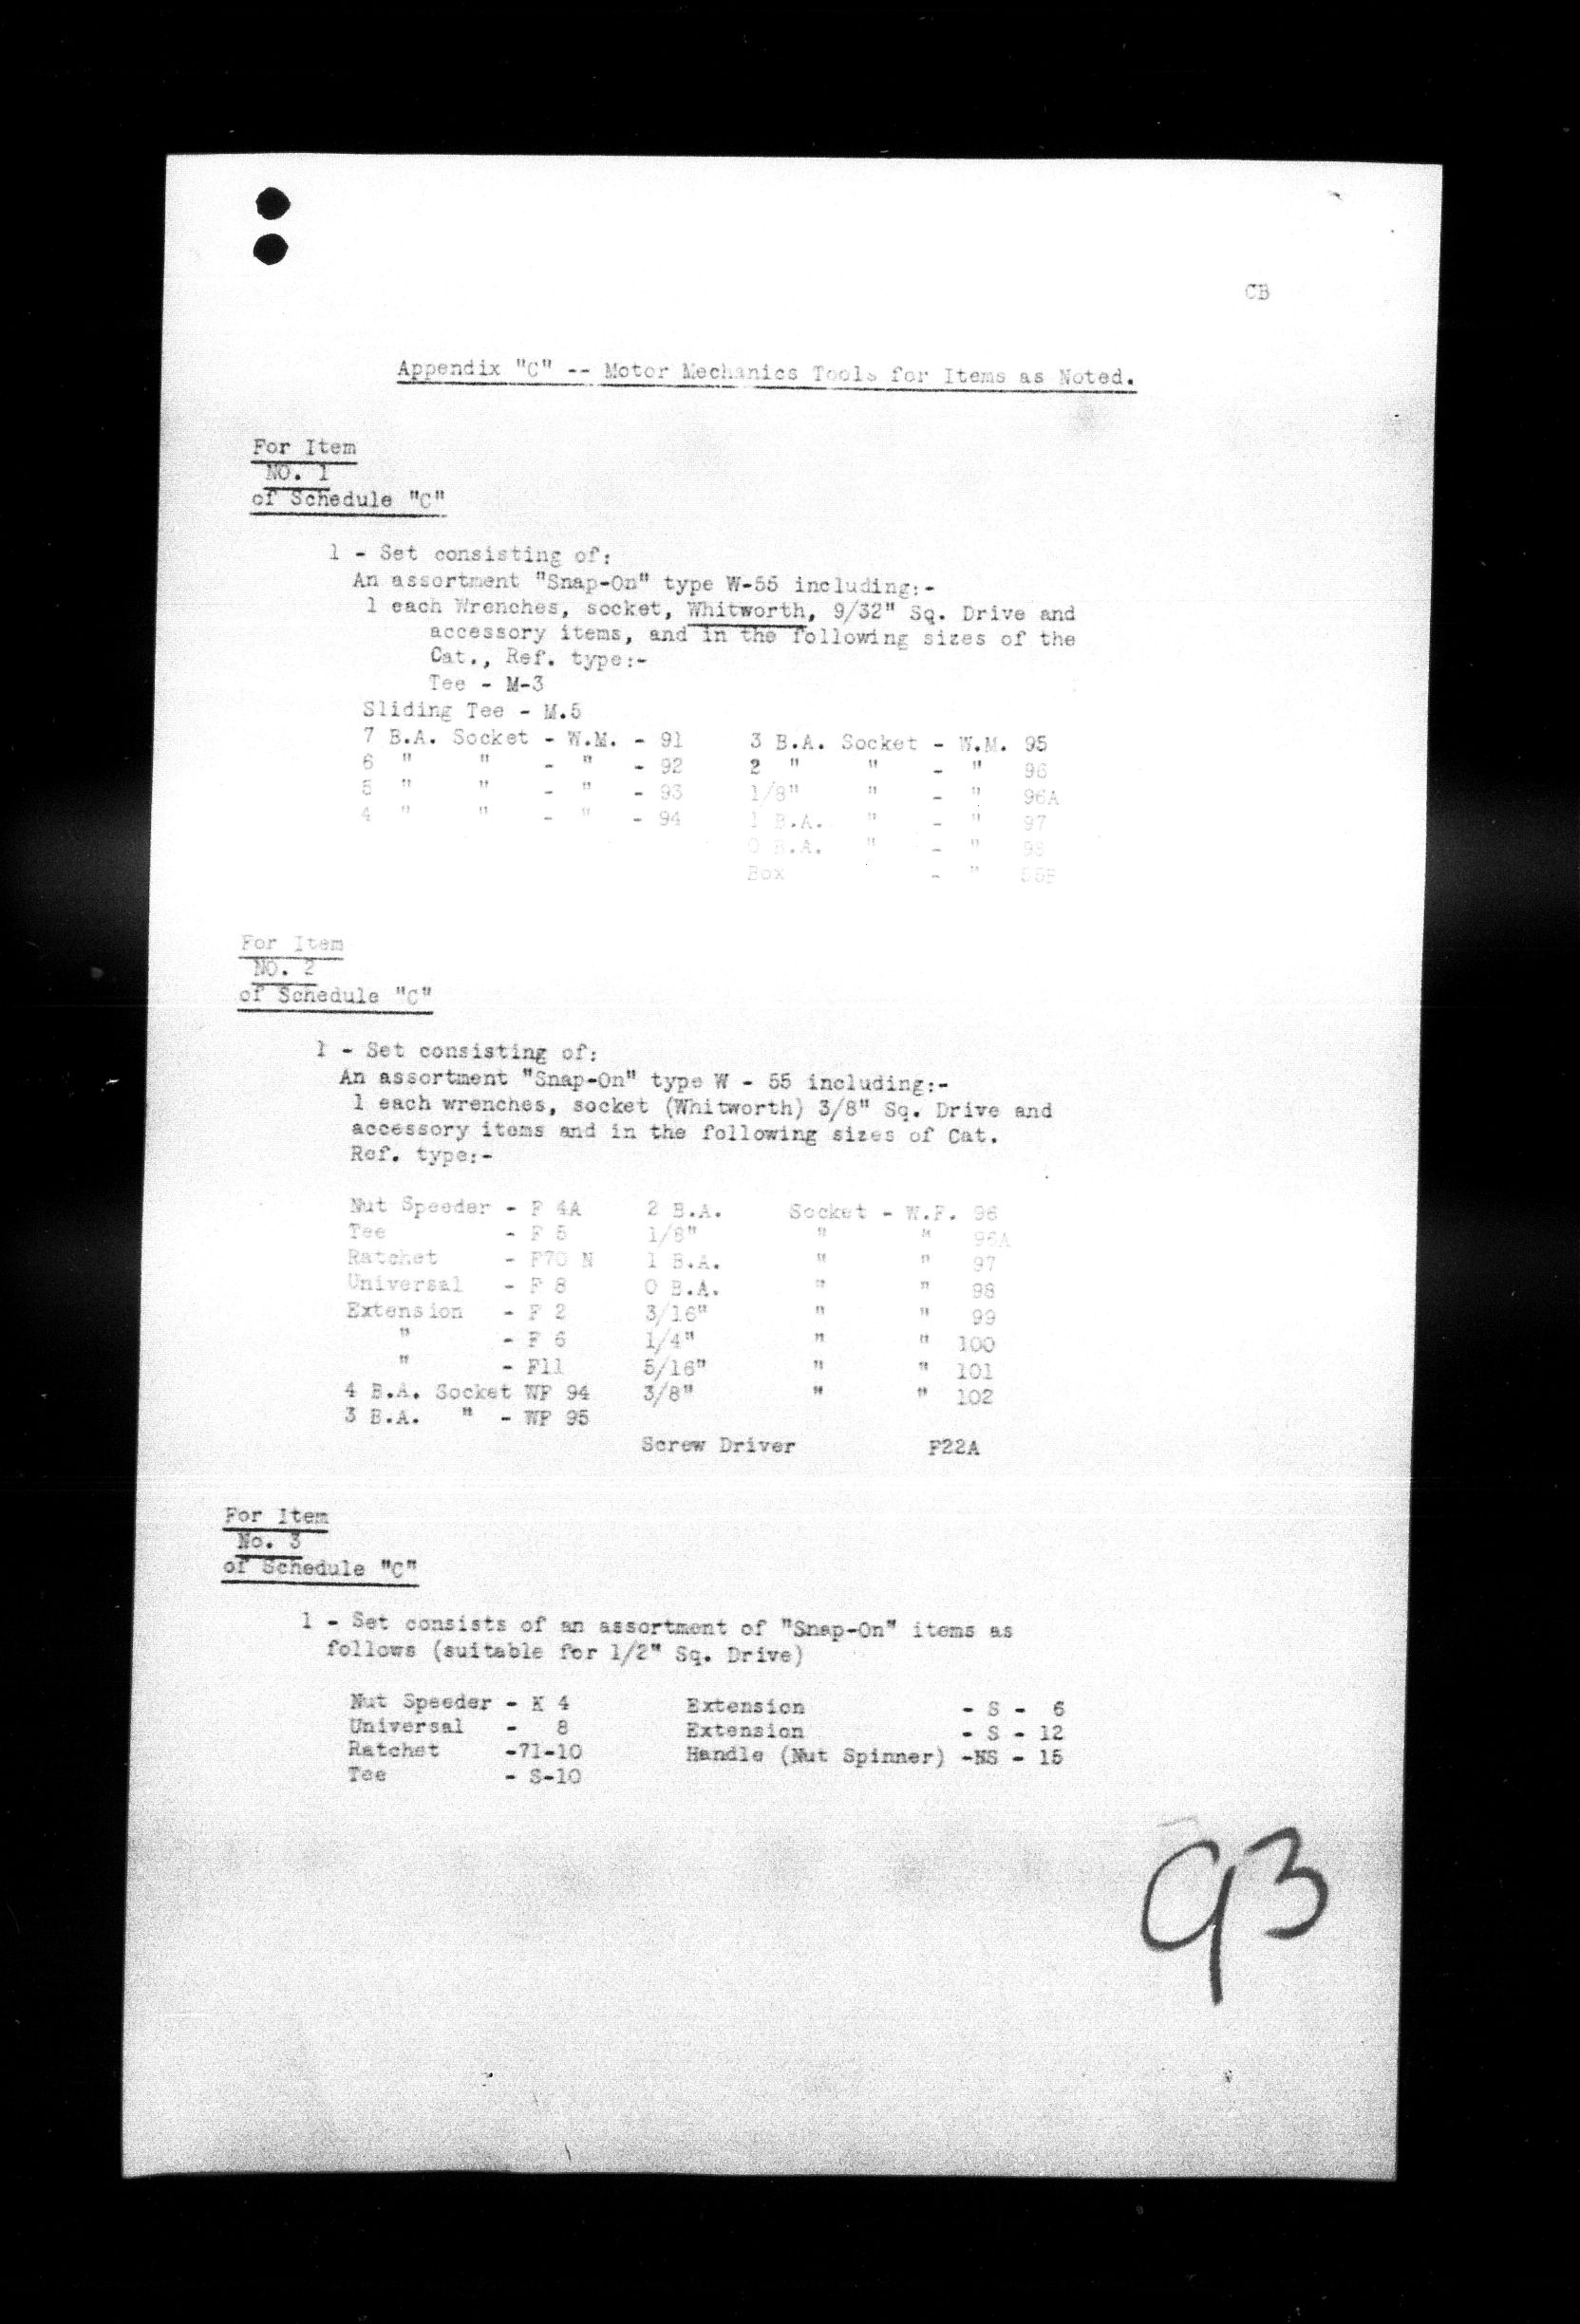 CB
Appendix "C" -- Motor Mechanics Tools for Items as Noted.
For Item
NO. 1
of Schedule "C"
1 - Set consisting of:
An assortment "Snap-On" type W-55 including:-
1 each Wrenches, socket, Whitworth, 9/32" Sq. Drive and
accessory items, and in the following sizes of the
Cat., Ref. type:-
Tee - M-3
Sliding Tee - M.5
7 B.A. Socket - W.M. - 91 3 B.A. Socket - W.M. 95
6 " " - " - 92 2 " " - " 96
5 " " - " - 93 1/8" " - " 96A
4 " " - " - 94 1 B.A. " - " 97
0 B.A. " - " 98
Box - " 55B
For Item
NO. 2
of Schedule "C"
1 - Set consisting of:
An assortment "Snap-On" type W - 55 including:-
1 each wrenches, socket (Whitworth) 3/8" Sq. Drive and
accessory items and in the following sizes of Cat.
Ref. type:-
Nut Speeder - F 4A 2 B.A. Socket - W.F. 96
Tee - F 5 1/8" " " 96A
Ratchet - F70 N 1 B.A. " " 97
Universal - F 8 0 B.A. " " 98
Extension - F 2 3/16" " " 99
" - F 6 1/4" " " 100
" - F11 5/16" " " 101
4 B.A. Socket WF 94 3/8" " " 102
3 B.A. " - WF 95
Screw Driver F22A
For Item
No. 3
of Schedule "C"
1 - Set consists of an assortment of "Snap-On" items as
follows (suitable for 1/2" Sq. Drive)
Nut Speeder - K 4 Extension - S - 6
Universal - 8 Extension - S - 12
Ratchet -71-10 Handle (Nut Spinner) -NS - 15
Tee - S-10
93